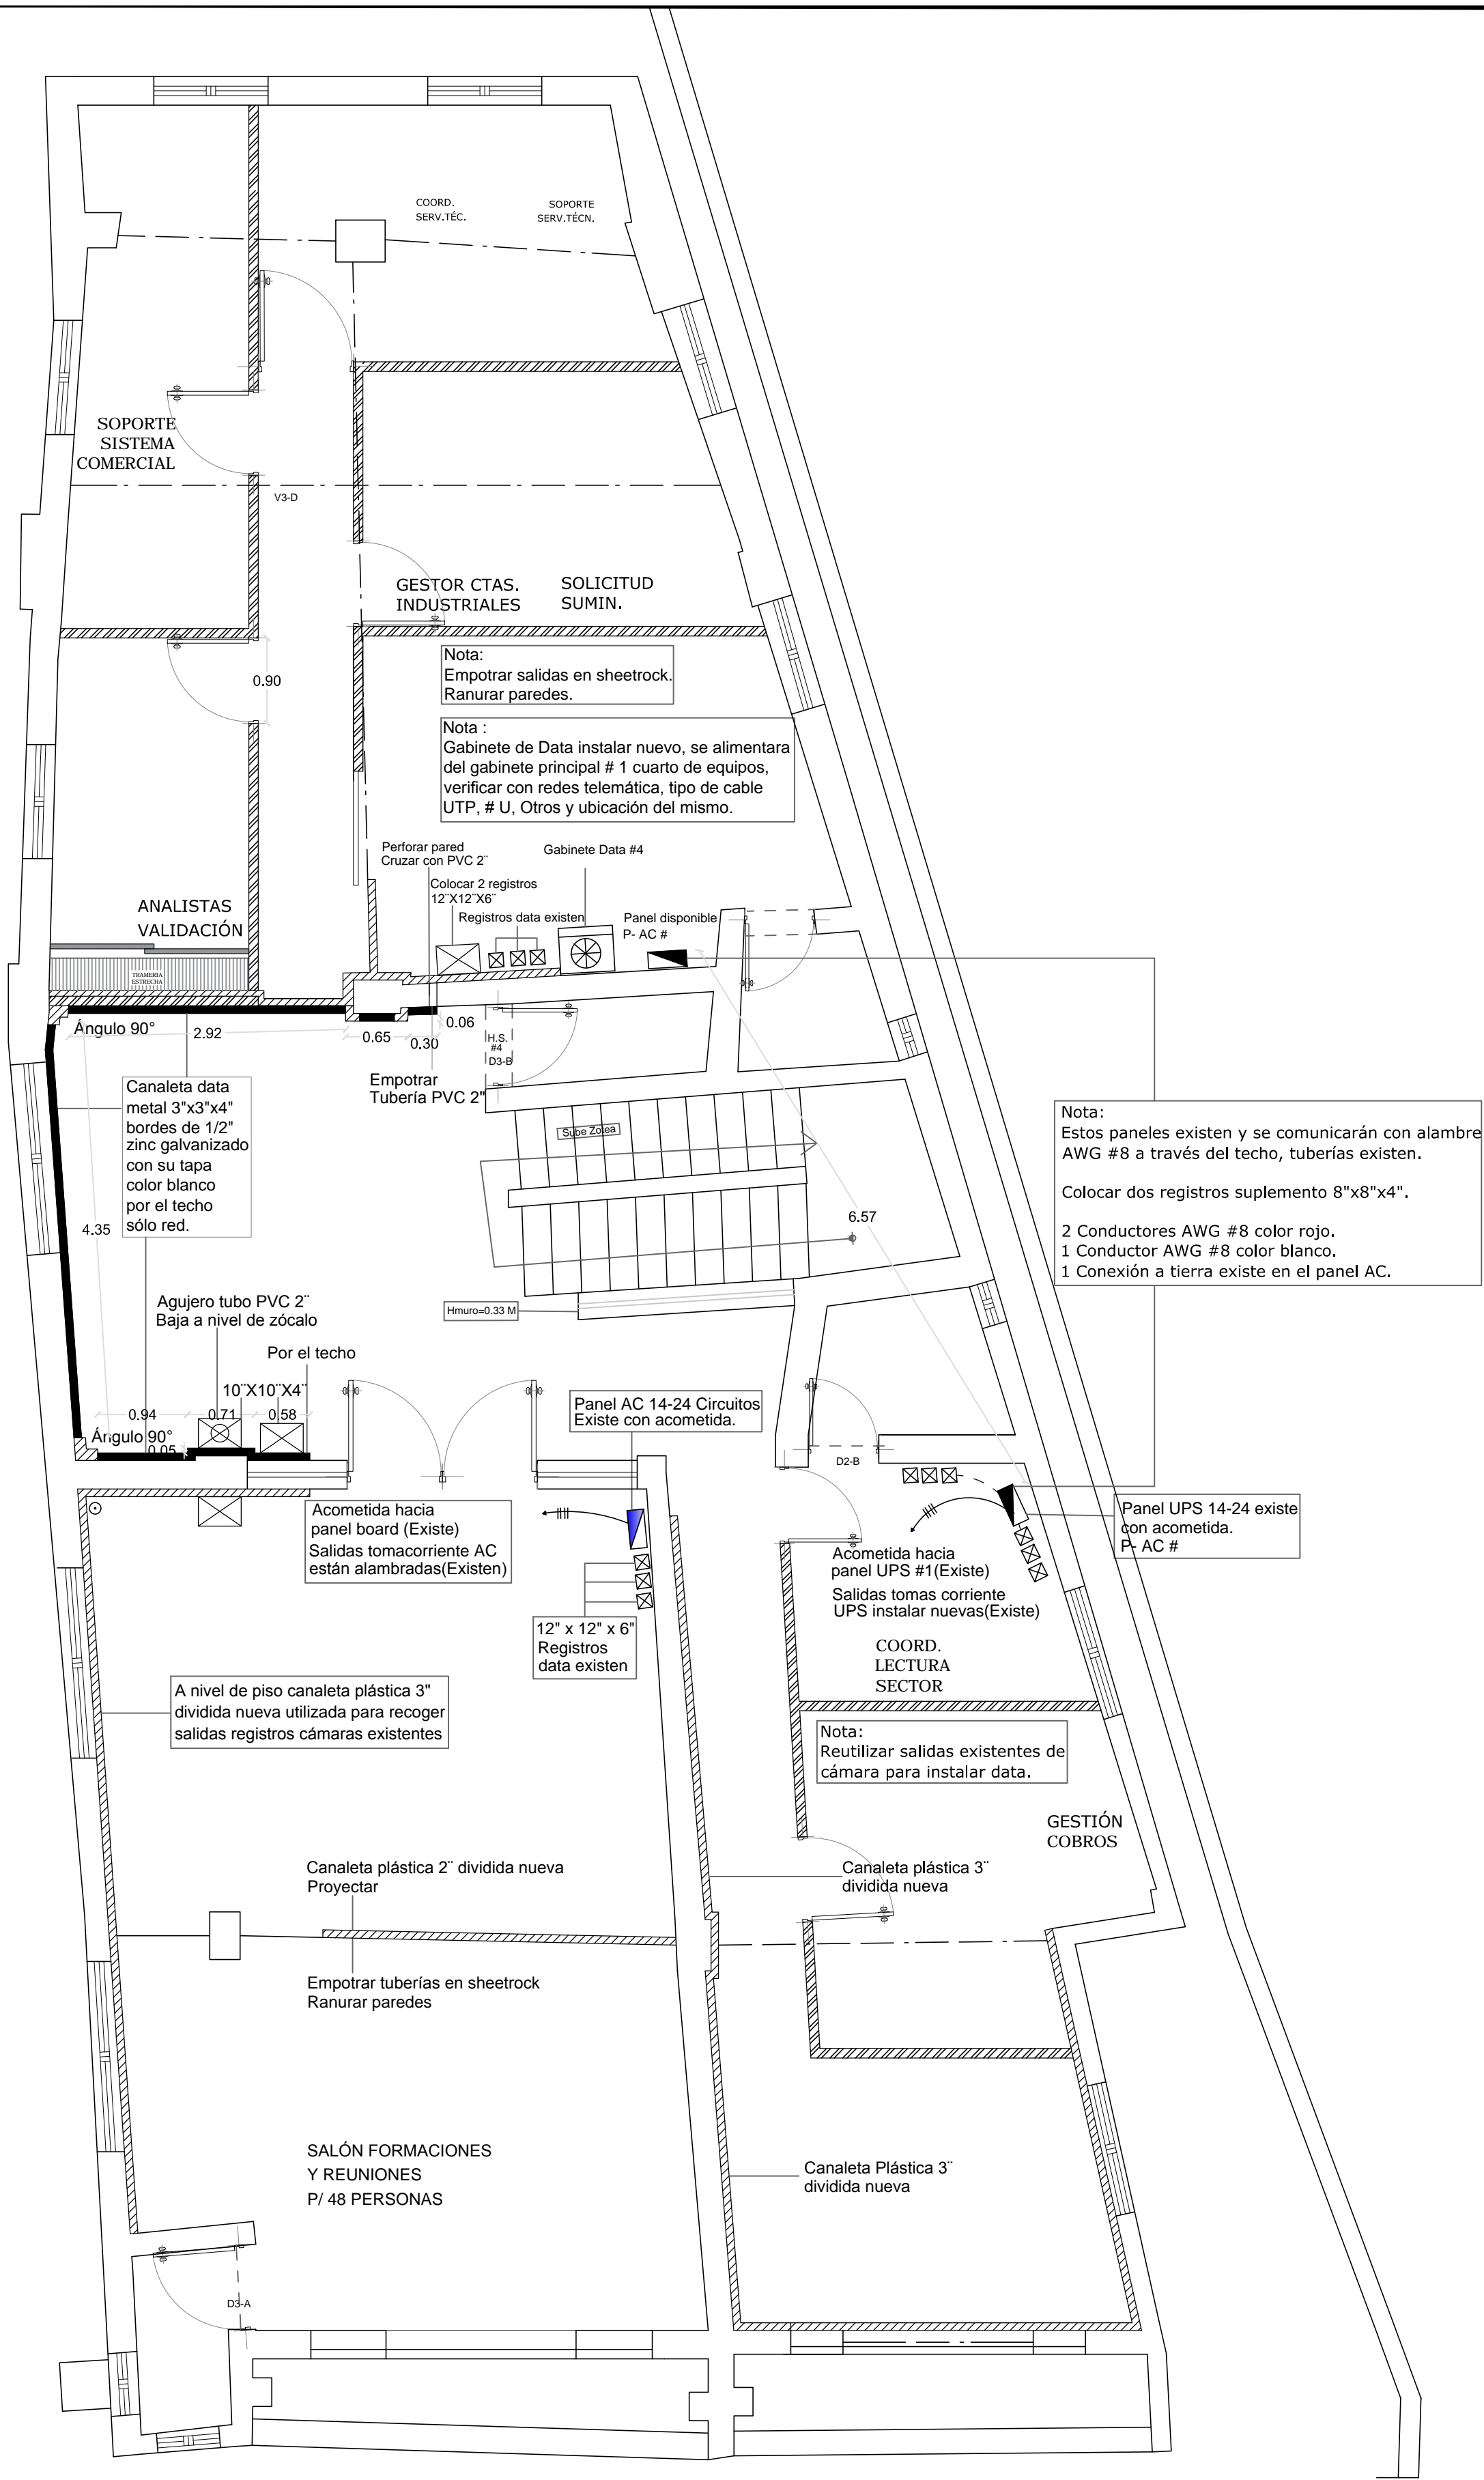 COORD.
SERV.TÉC.
SOPORTE
SERV.TÉCN.
SOPORTE
SISTEMA
COMERCIAL
V3-D
GESTOR CTAS.
INDUSTRIALES
SOLICITUD
SUMIN.
Nota:
Empotrar salidas en sheetrock.
Ranurar paredes.
0.90
Nota :
Gabinete de Data instalar nuevo, se alimentara
del gabinete principal # 1 cuarto de equipos,
verificar con redes telemática, tipo de cable
UTP, # U, Otros y ubicación del mismo.
Perforar pared
Cruzar con PVC 2¨
Gabinete Data #4
Colocar 2 registros
12¨X12¨X6¨
Registros data existen
Panel disponible
P- AC #
ANALISTAS
VALIDACIÓN
TRAMERIA
ESTRECHA
Ángulo 90°
2.92
0.65
0.30
0.06
H.S.
#4
D3-B
Empotrar
Tubería PVC 2"
Canaleta data
metal 3"x3"x4"
bordes de 1/2"
zinc galvanizado
con su tapa
color blanco
por el techo
sólo red.
4.35
Sube Zotea
6.57
Nota:
Estos paneles existen y se comunicarán con alambre
AWG #8 a través del techo, tuberías existen.
Colocar dos registros suplemento 8"x8"x4".
2 Conductores AWG #8 color rojo.
1 Conductor AWG #8 color blanco.
1 Conexión a tierra existe en el panel AC.
Hmuro=0.33 M
Agujero tubo PVC 2¨
Baja a nivel de zócalo
Por el techo
10¨X10¨X4¨
0.94
0.71
0.58
Ángulo 90°
0.05
Panel AC 14-24 Circuitos
Existe con acometida.
D2-B
Acometida hacia
panel board (Existe)
Salidas tomacorriente AC
están alambradas(Existen)
Panel UPS 14-24 existe
con acometida.
P- AC #
Acometida hacia
panel UPS #1(Existe)
Salidas tomas corriente
UPS instalar nuevas(Existe)
12" x 12" x 6"
Registros
data existen
COORD.
LECTURA
SECTOR
A nivel de piso canaleta plástica 3"
dividida nueva utilizada para recoger
salidas registros cámaras existentes
Nota:
Reutilizar salidas existentes de
cámara para instalar data.
GESTIÓN
COBROS
Canaleta plástica 2¨ dividida nueva
Proyectar
Canaleta plástica 3¨
dividida nueva
Empotrar tuberías en sheetrock
Ranurar paredes
SALÓN FORMACIONES
Y REUNIONES
P/ 48 PERSONAS
Canaleta Plástica 3¨
dividida nueva
D3-A